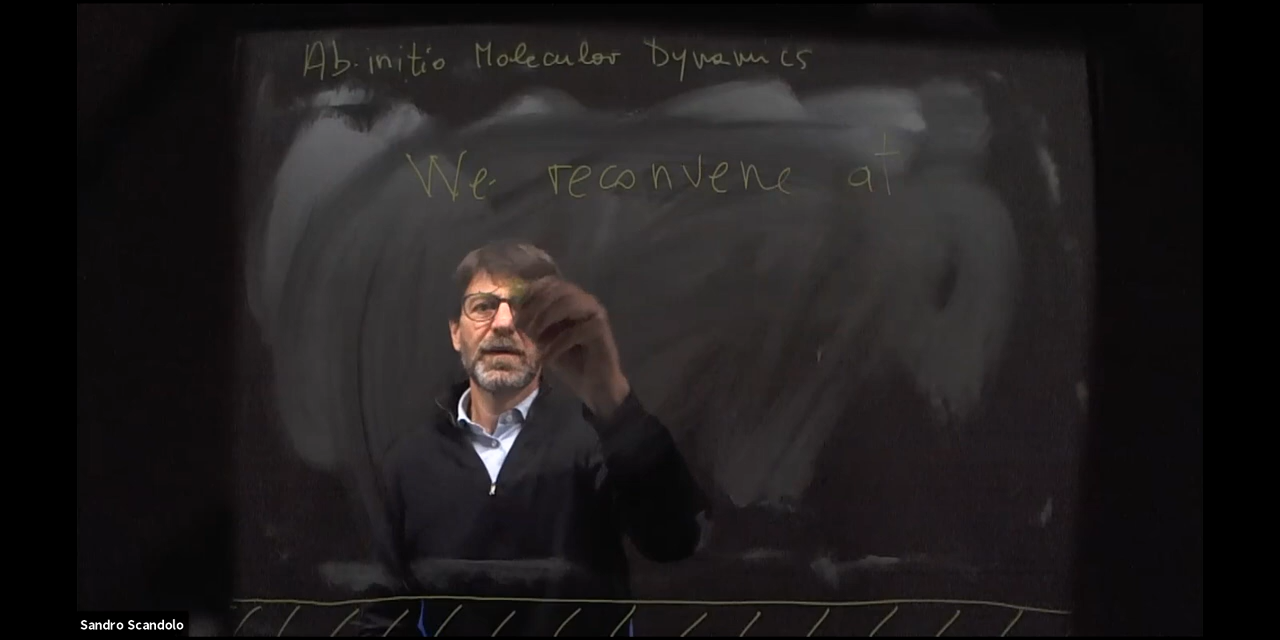 Ab-initio Molecular Dynamics
We reconvene at
Sandro Scandolo